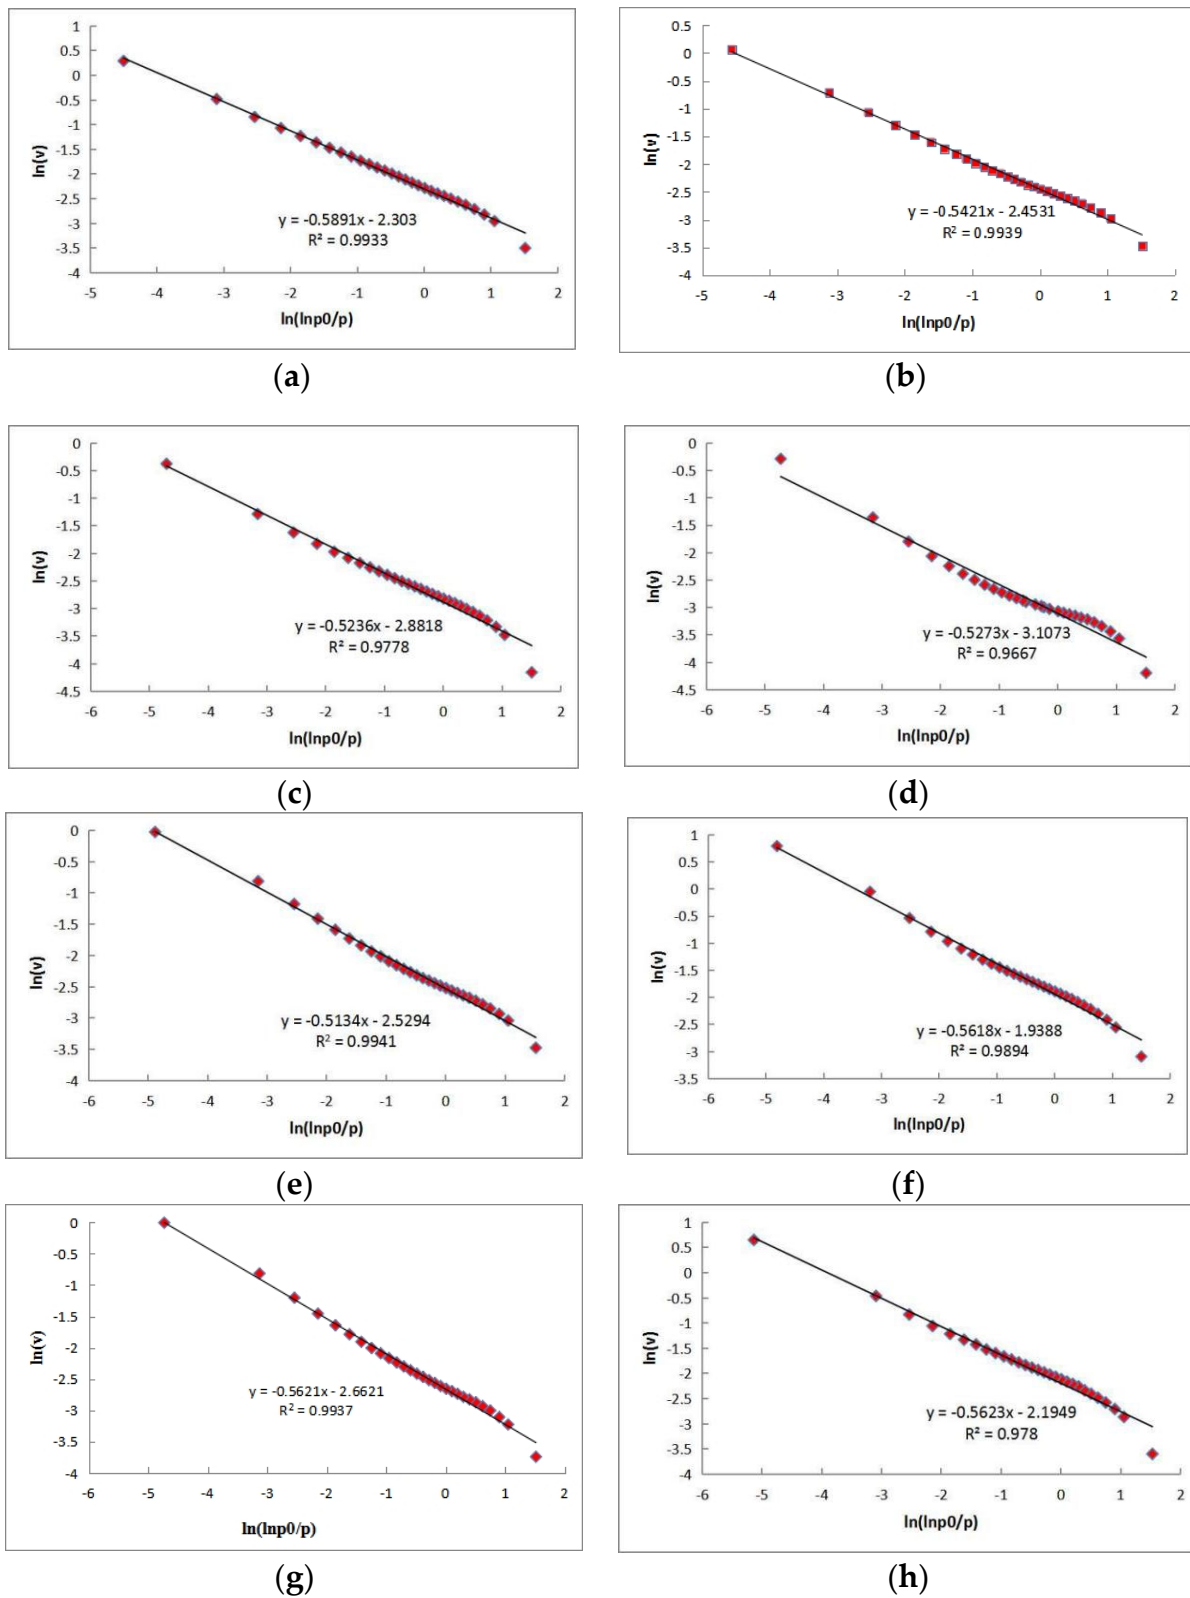 1
0.5
0
-0.5
-1
-1.5
-2
-2.5
-3
-3.5
-4
ln(v)
y = -0.5891x - 2.303
R² = 0.9933
-5 -4 -3 -2 -1 0 1 2
ln(lnp0/p)
(a)
0.5
0
-0.5
-1
-1.5
-2
-2.5
-3
-3.5
-4
ln(v)
y = -0.5421x - 2.4531
R² = 0.9939
-5 -4 -3 -2 -1 0 1 2
ln(lnp0/p)
(b)
0
-0.5
-1
-1.5
-2
-2.5
-3
-3.5
-4
-4.5
ln(v)
y = -0.5236x - 2.8818
R² = 0.9778
-6 -5 -4 -3 -2 -1 0 1 2
ln(lnp0/p)
(c)
0
-0.5
-1
-1.5
-2
-2.5
-3
-3.5
-4
-4.5
ln(v)
y = -0.5273x - 3.1073
R² = 0.9667
-6 -5 -4 -3 -2 -1 0 1 2
ln(lnp0/p)
(d)
0
-0.5
-1
-1.5
-2
-2.5
-3
-3.5
-4
ln(v)
y = -0.5134x - 2.5294
R² = 0.9941
-6 -5 -4 -3 -2 -1 0 1 2
ln(lnp0/p)
(e)
1
0.5
0
-0.5
-1
-1.5
-2
-2.5
-3
-3.5
ln(v)
y = -0.5618x - 1.9388
R² = 0.9894
-6 -5 -4 -3 -2 -1 0 1 2
ln(lnp0/p)
(f)
0
-0.5
-1
-1.5
-2
-2.5
-3
-3.5
-4
ln(v)
y = -0.5621x - 2.6621
R² = 0.9937
-6 -5 -4 -3 -2 -1 0 1 2
ln(lnp0/p)
(g)
1
0.5
0
-0.5
-1
-1.5
-2
-2.5
-3
-3.5
-4
ln(v)
y = -0.5623x - 2.1949
R² = 0.978
-6 -5 -4 -3 -2 -1 0 1 2
ln(lnp0/p)
(h)